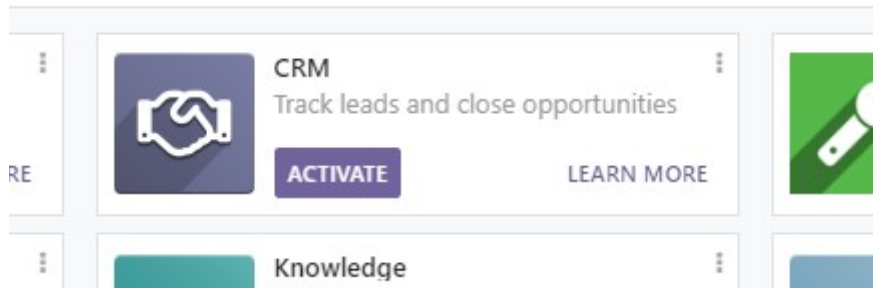 CRM
Track leads and close opportunities
RE
ACTIVATE
LEARN MORE
Knowledge